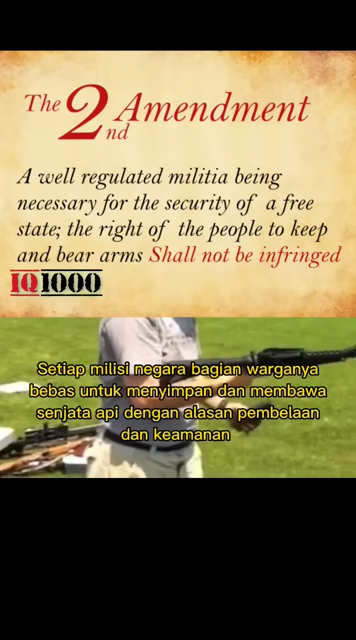 The 2nd Amendment
A well regulated militia being
necessary for the security of a free
state; the right of the people to keep
and bear arms Shall not be infringed
IQ1000
Setiap milisi negara bagian warganya
bebas untuk menyimpan dan membawa
senjata api dengan alasan pembelaan
dan keamanan